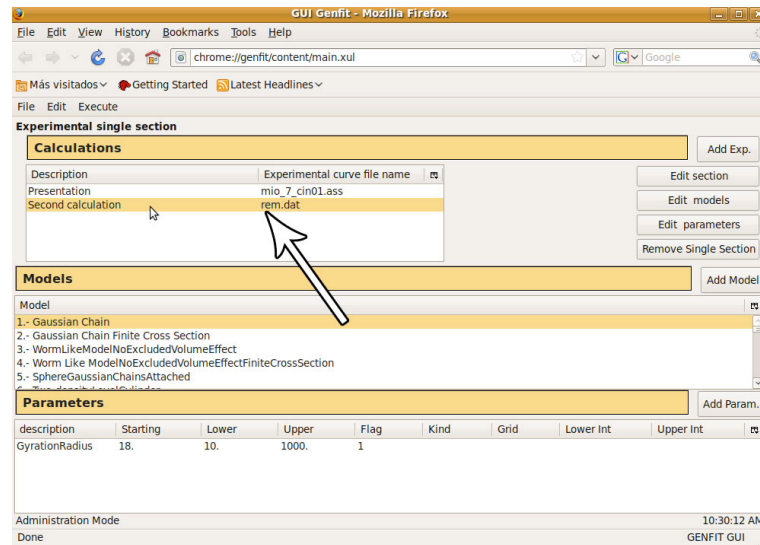 GUI Genfit - Mozilla Firefox
File Edit View History Bookmarks Tools Help
chrome://genfit/content/main.xul
G Google
Más visitados Getting Started Latest Headlines
File Edit Execute
Experimental single section
Calculations
Add Exp.
Description Experimental curve file name
Presentation mio_7_cin01.ass
Second calculation rem.dat
Edit section
Edit models
Edit parameters
Remove Single Section
Models
Add Model
Model
1.- Gaussian Chain
2.- Gaussian Chain Finite Cross Section
3.- WormLikeModelNoExcludedVolumeEffect
4.- Worm Like ModelNoExcludedVolumeEffectFiniteCrossSection
5.- SphereGaussianChainsAttached
Parameters
Add Param.
description Starting Lower Upper Flag Kind Grid Lower Int Upper Int
GyrationRadius 18. 10. 1000. 1
Administration Mode 10:30:12 AM
Done GENFIT GUI